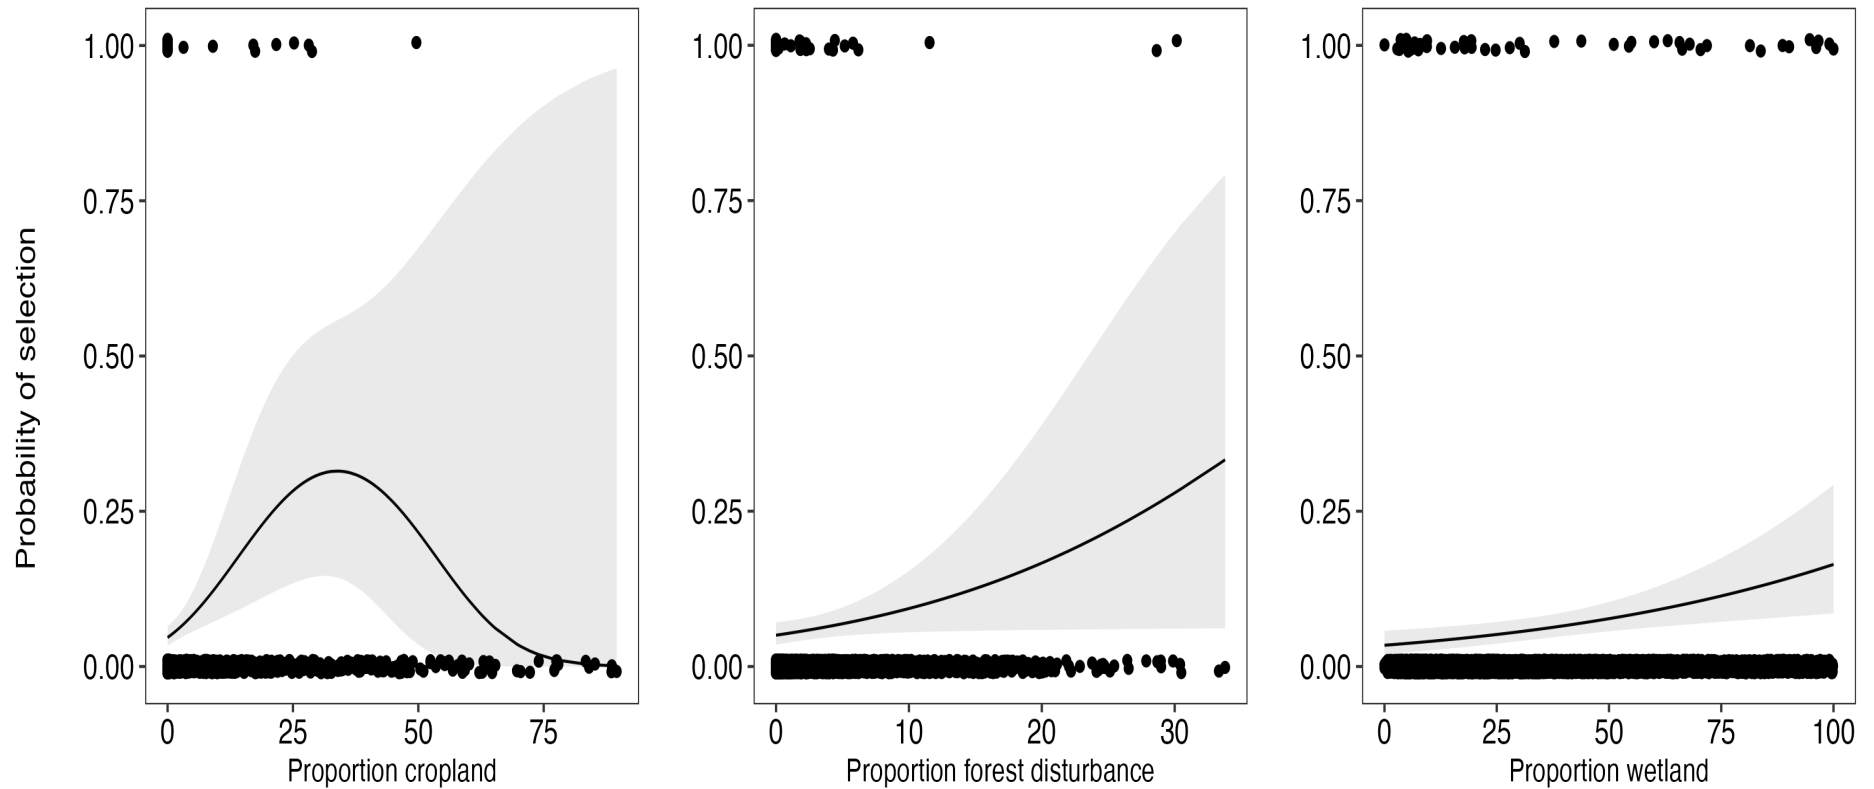 Probability of selection
1.00
0.75
0.50
0.25
0.00
0 25 50 75
Proportion cropland
1.00
0.75
0.50
0.25
0.00
0 10 20 30
Proportion forest disturbance
1.00
0.75
0.50
0.25
0.00
0 25 50 75 100
Proportion wetland